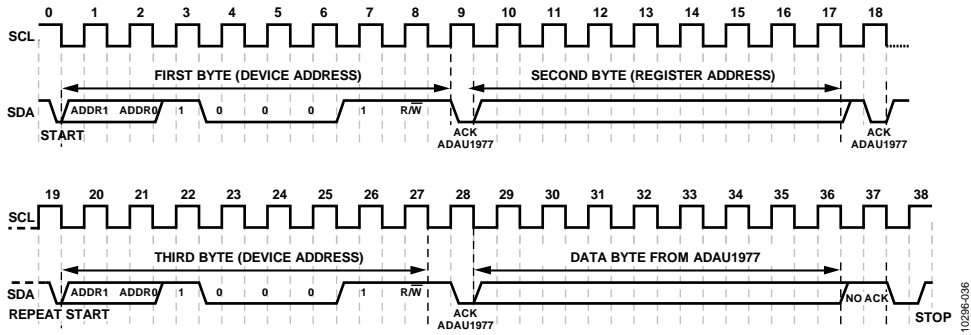 0 1 2 3 4 5 6 7 8 9 10 11 12 13 14 15 16 17 18
SCL
FIRST BYTE (DEVICE ADDRESS) SECOND BYTE (REGISTER ADDRESS)
SDA ADDR1 ADDR0 1 0 0 0 1 R/W
START ACK ACK
ADAU1977 ADAU1977
19 20 21 22 23 24 25 26 27 28 29 30 31 32 33 34 35 36 37 38
SCL
THIRD BYTE (DEVICE ADDRESS) DATA BYTE FROM ADAU1977
SDA ADDR1 ADDR0 1 0 0 0 1 R/W NO ACK
REPEAT START ACK STOP
ADAU1977
10296-036